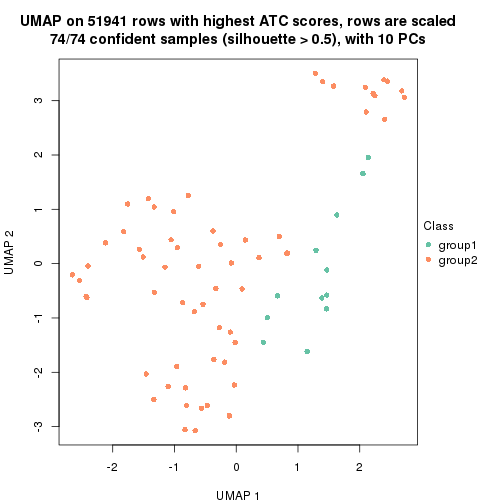 UMAP on 51941 rows with highest ATC scores, rows are scaled
74/74 confident samples (silhouette > 0.5), with 10 PCs
3
2
1
0
-1
-2
-3
UMAP 2
-2
-1
0
1
2
UMAP 1
Class
group1
group2